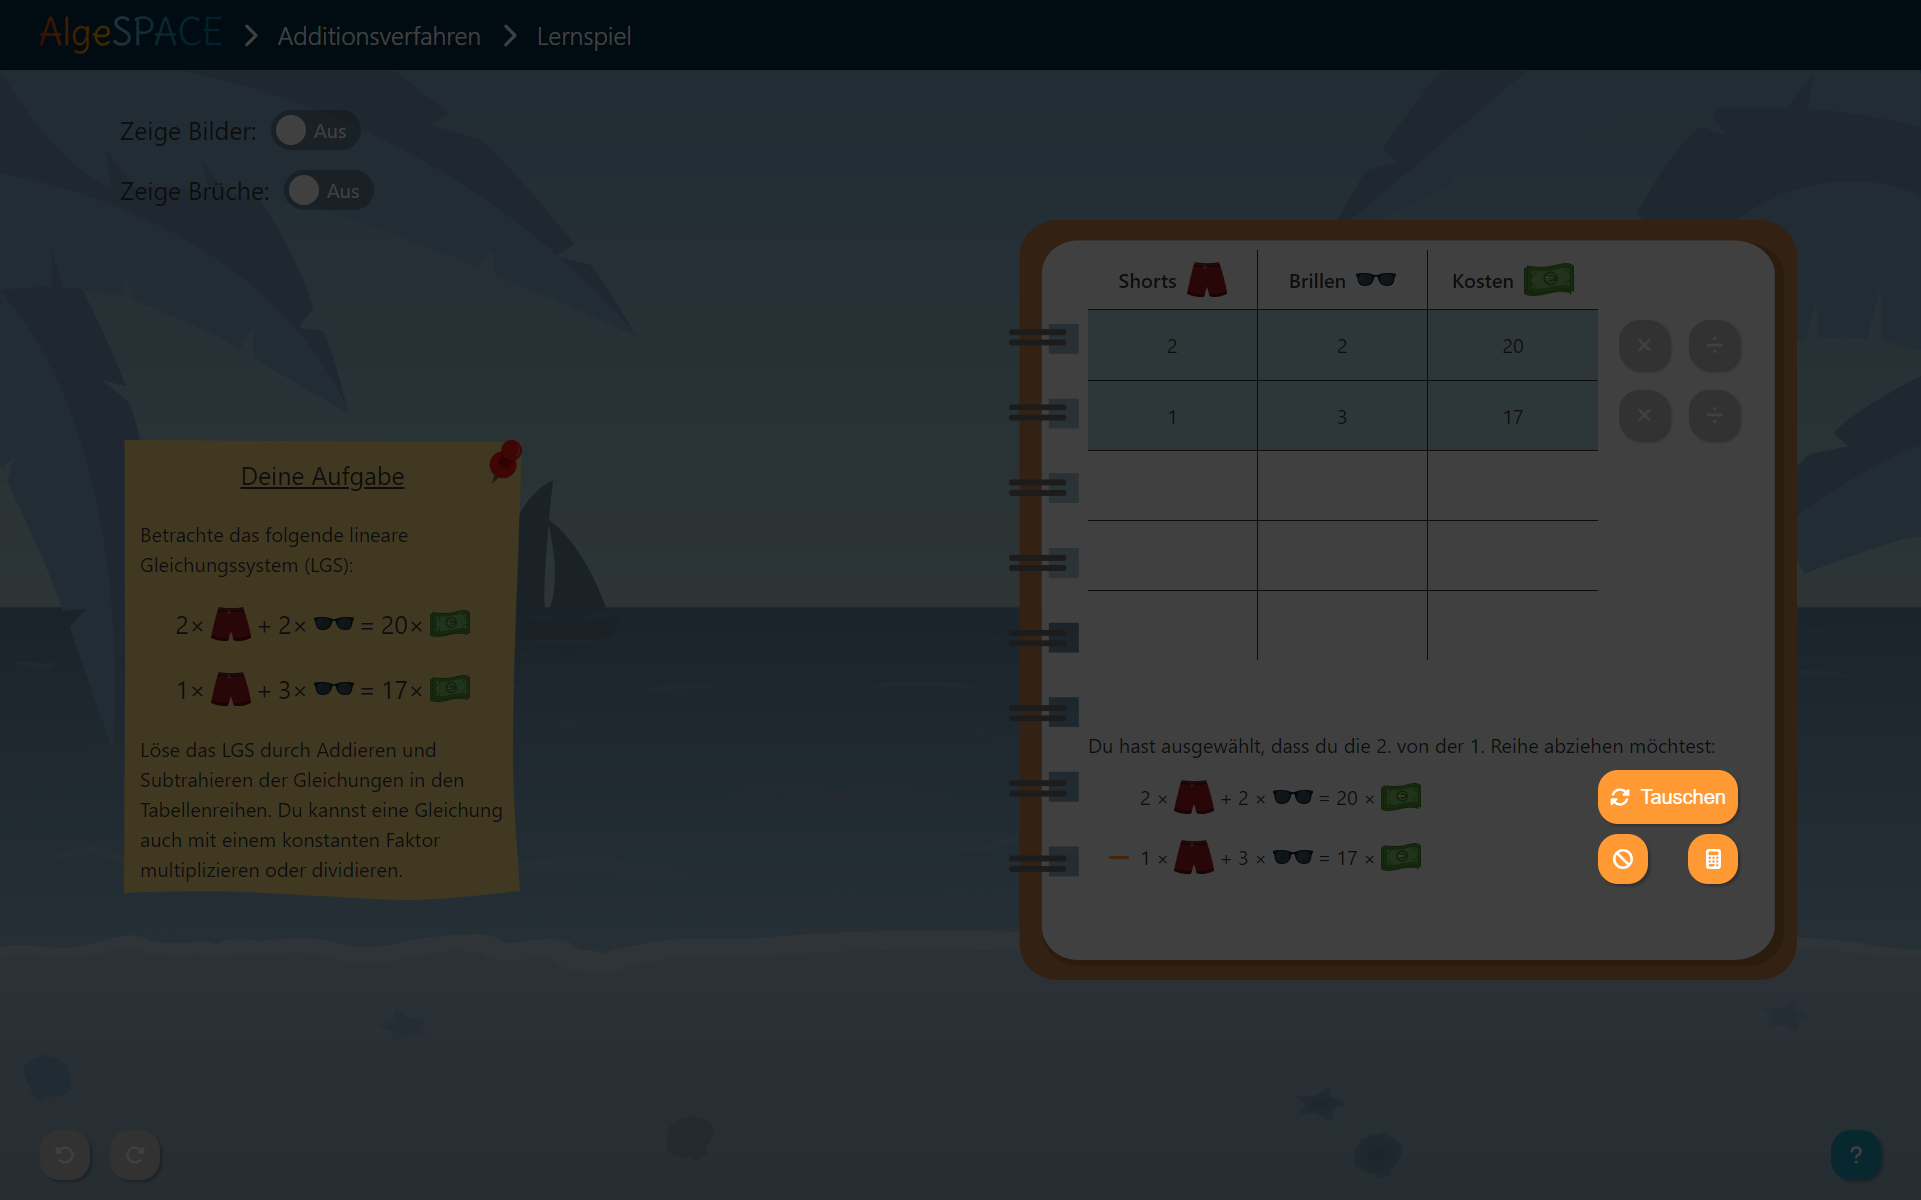 AlgeSPACE > Additionsverfahren > Lernspiel
Zeige Bilder: Aus
Zeige Brüche: Aus
Deine Aufgabe
Betrachte das folgende lineare
Gleichungssystem (LGS):
2× + 2× = 20×
1× + 3× = 17×
Löse das LGS durch Addieren und
Subtrahieren der Gleichungen in den
Tabellenreihen. Du kannst eine Gleichung
auch mit einem konstanten Faktor
multiplizieren oder dividieren.
Shorts Brillen Kosten
2 2 20 × ÷
1 3 17 × ÷
Du hast ausgewählt, dass du die 2. von der 1. Reihe abziehen möchtest:
2 × + 2 × = 20 ×
− 1 × + 3 × = 17 ×
Tauschen
?